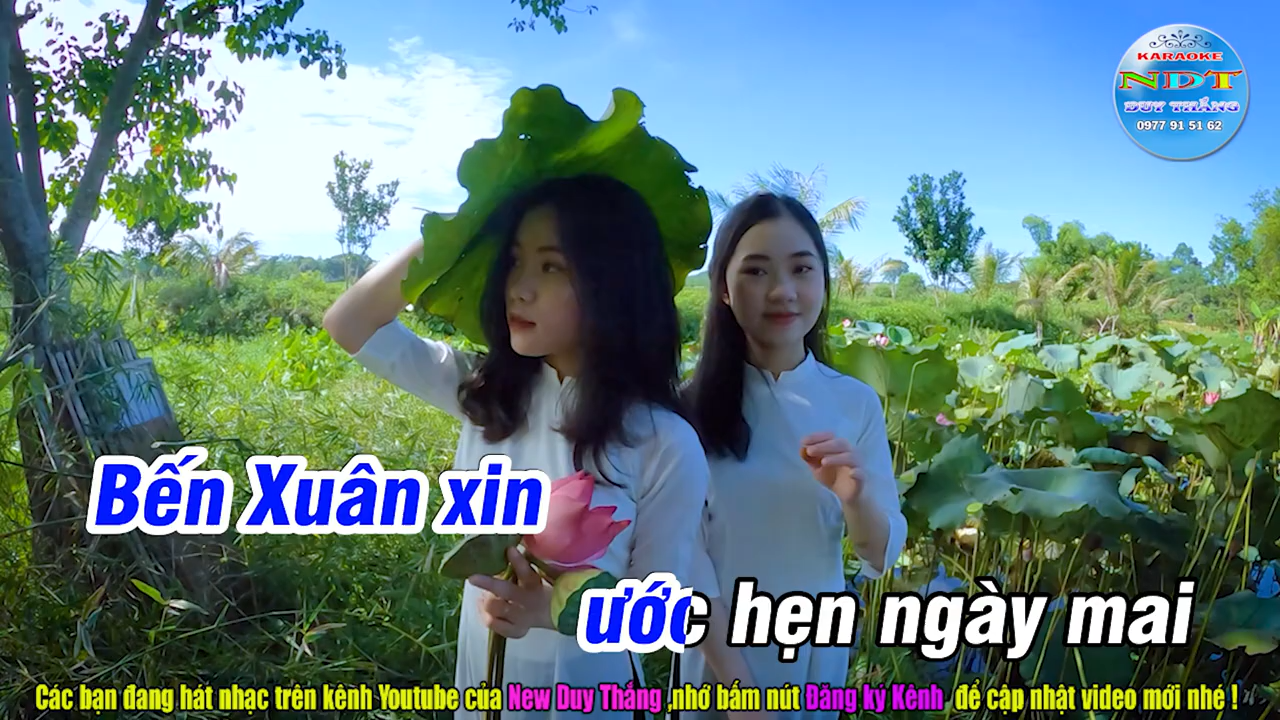 KARAOKE
NDT
DUY THẮNG
0977 91 51 62
Bến Xuân xin
ước hẹn ngày mai
Các bạn đang hát nhạc trên kênh Youtube của New Duy Thắng ,nhớ bấm nút Đăng ký Kênh để cập nhật video mới nhé !